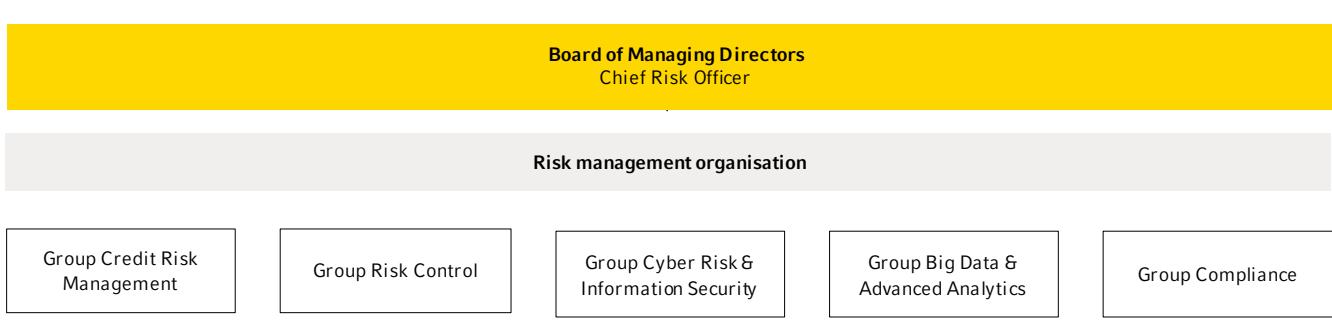 Board of Managing Directors
Chief Risk Officer
Risk management organisation
Group Credit Risk
Management
Group Risk Control
Group Cyber Risk &
Information Security
Group Big Data &
Advanced Analytics
Group Compliance